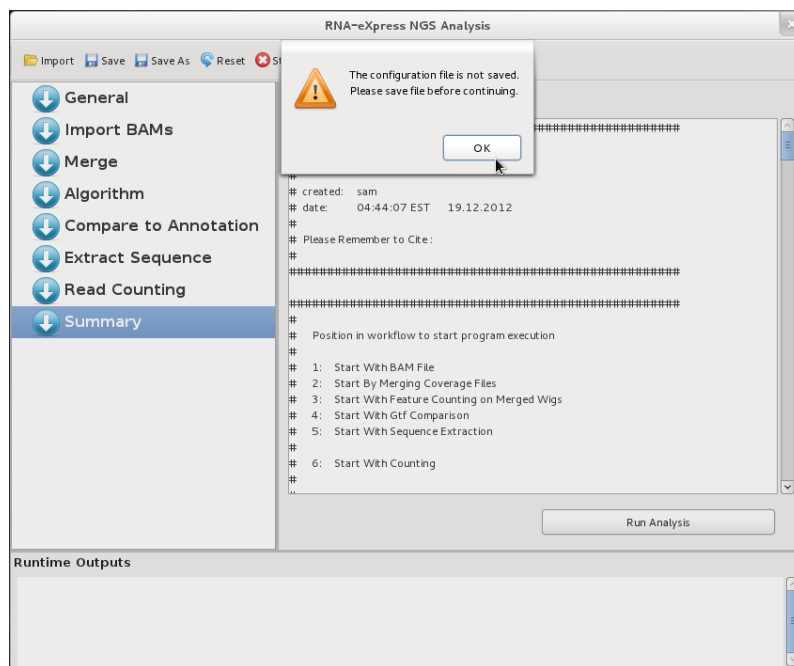 RNA-eXpress NGS Analysis
Import Save Save As Reset
The configuration file is not saved.
Please save file before continuing.
OK
General
Import BAMs
Merge
Algorithm
Compare to Annotation
Extract Sequence
Read Counting
Summary
################################################################
#
# created: sam
# date: 04:44:07 EST 19.12.2012
#
# Please Remember to Cite :
#
################################################################
################################################################
#
# Position in workflow to start program execution
#
# 1: Start With BAM File
# 2: Start By Merging Coverage Files
# 3: Start With Feature Counting on Merged Wigs
# 4: Start With Gtf Comparison
# 5: Start With Sequence Extraction
#
# 6: Start With Counting
#
Run Analysis
Runtime Outputs